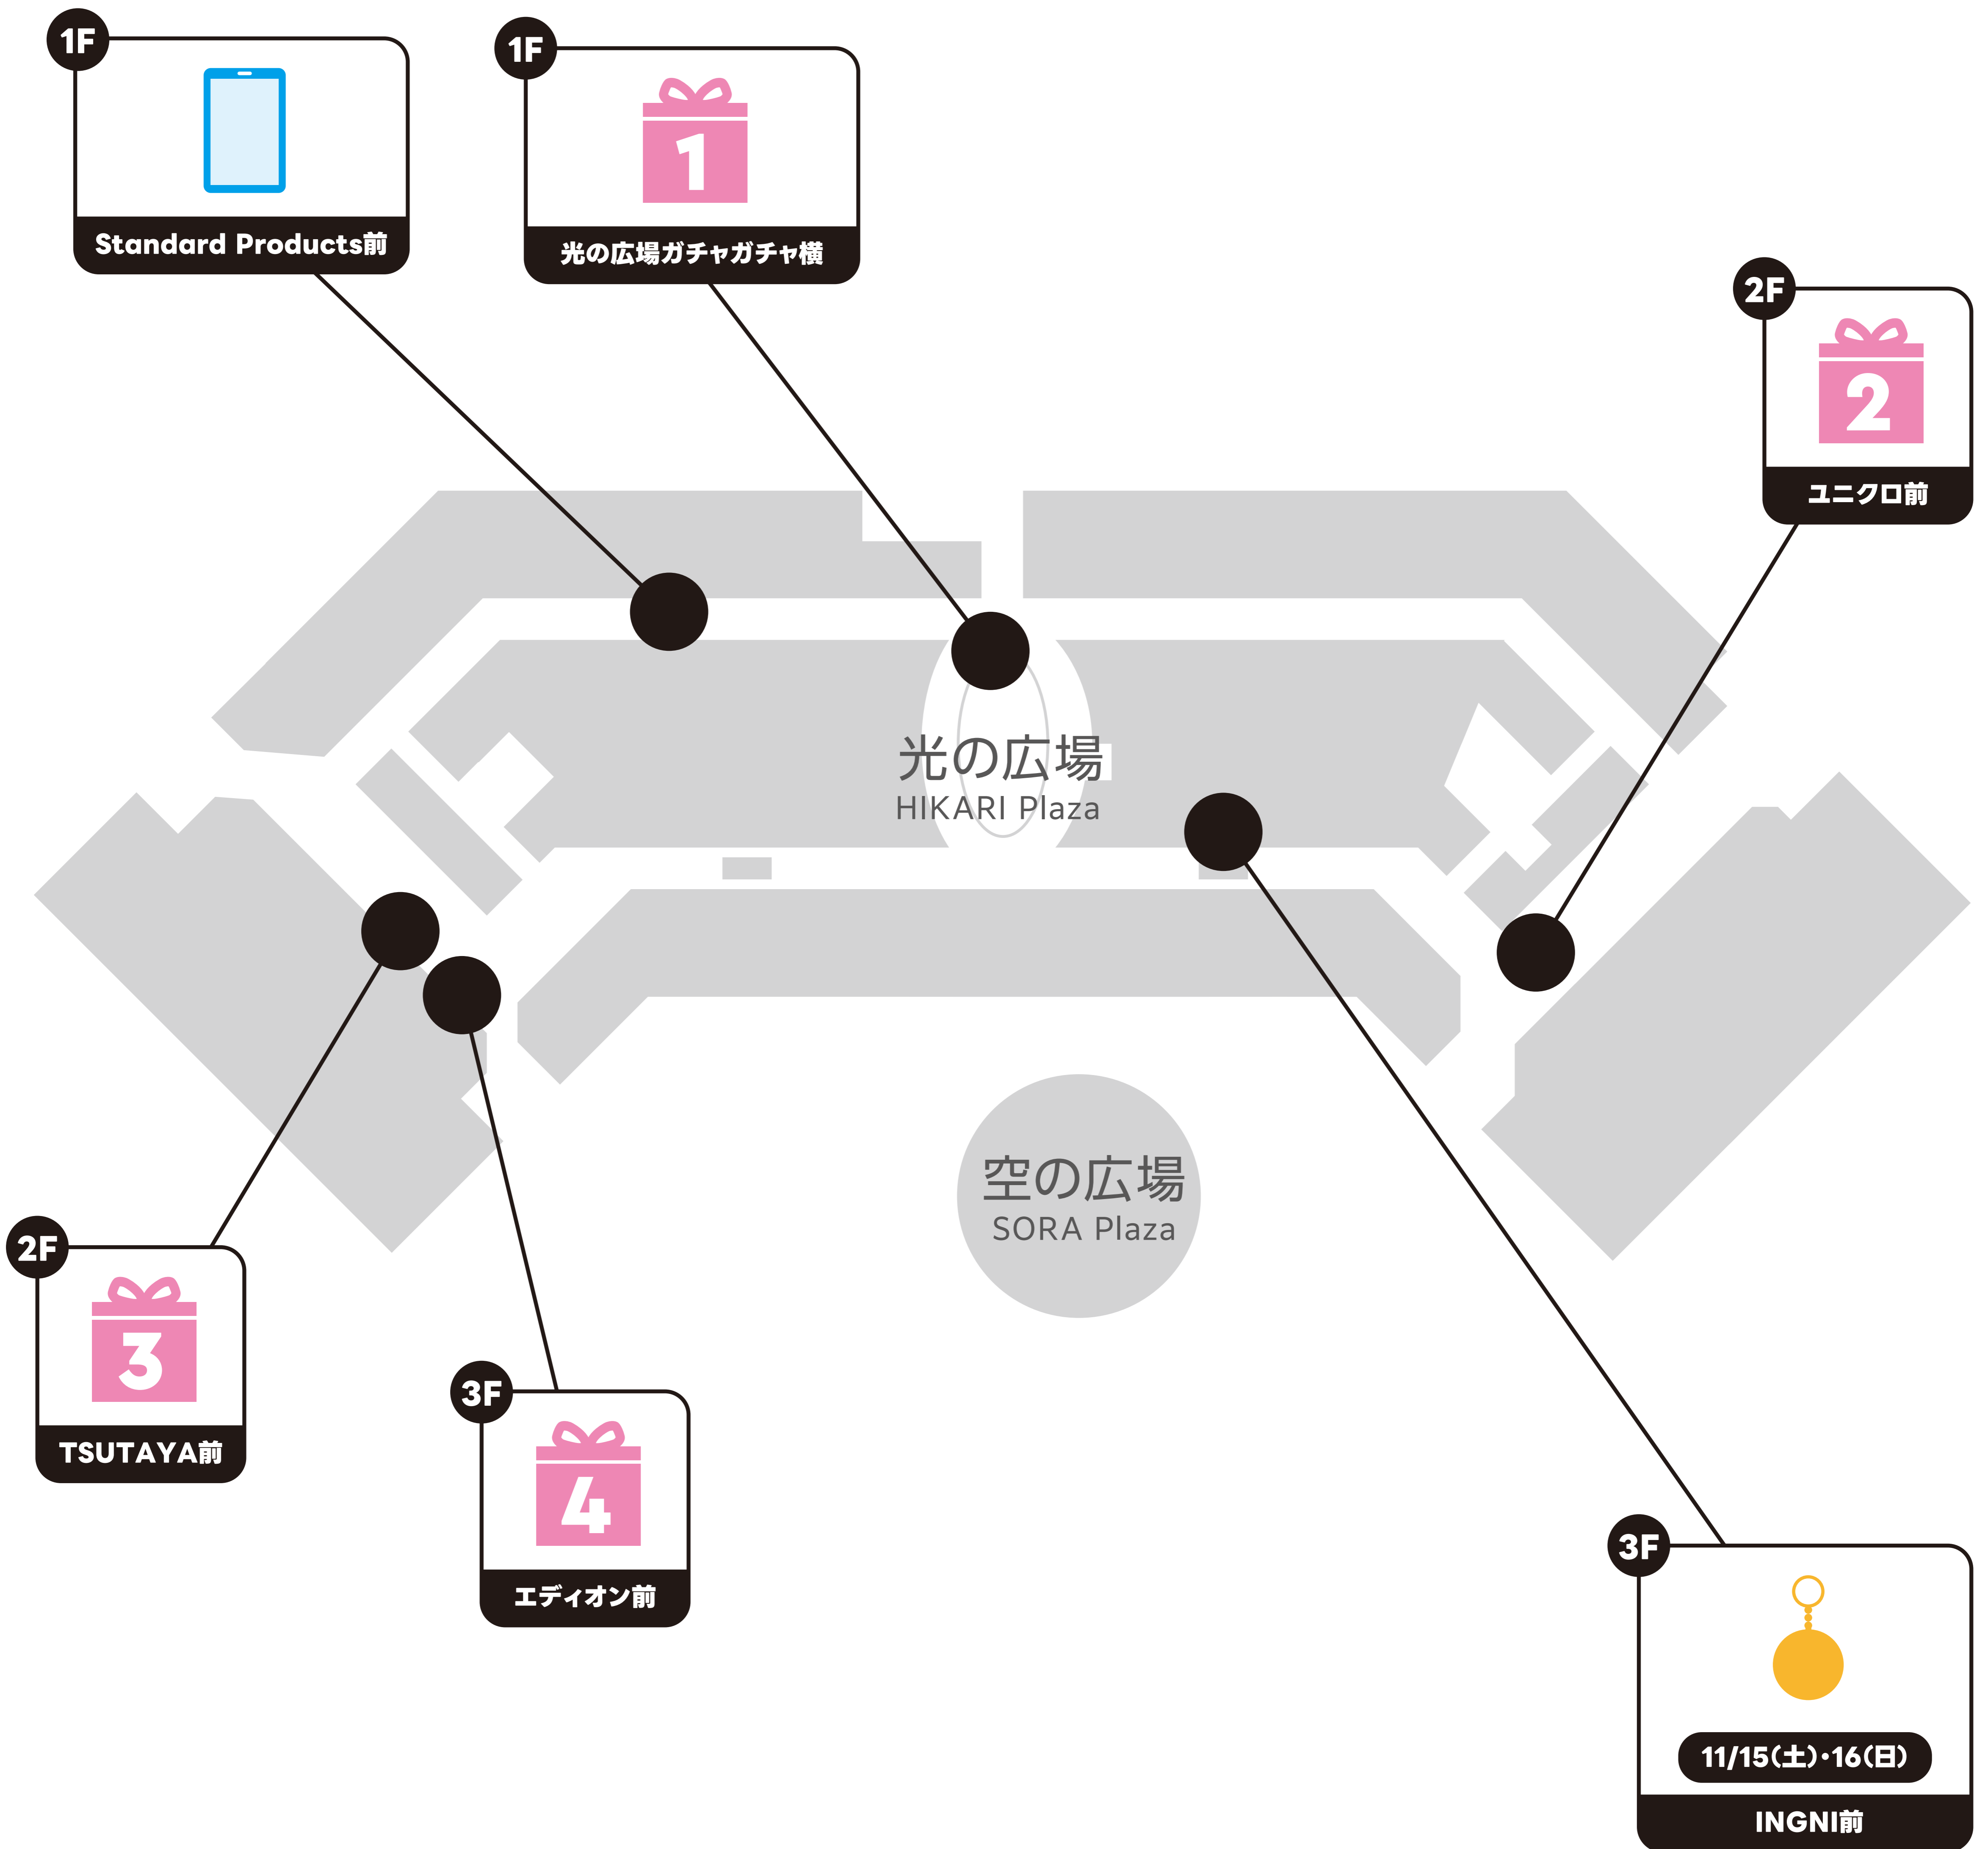 1F
Standard Products前
1F
1
光の広場ガチャガチャ横
2F
2
ユニクロ前
光の広場
HIKARI Plaza
空の広場
SORA Plaza
2F
3
TSUTAYA前
3F
4
エディオン前
3F
11/15(土)・16(日)
INGNI前